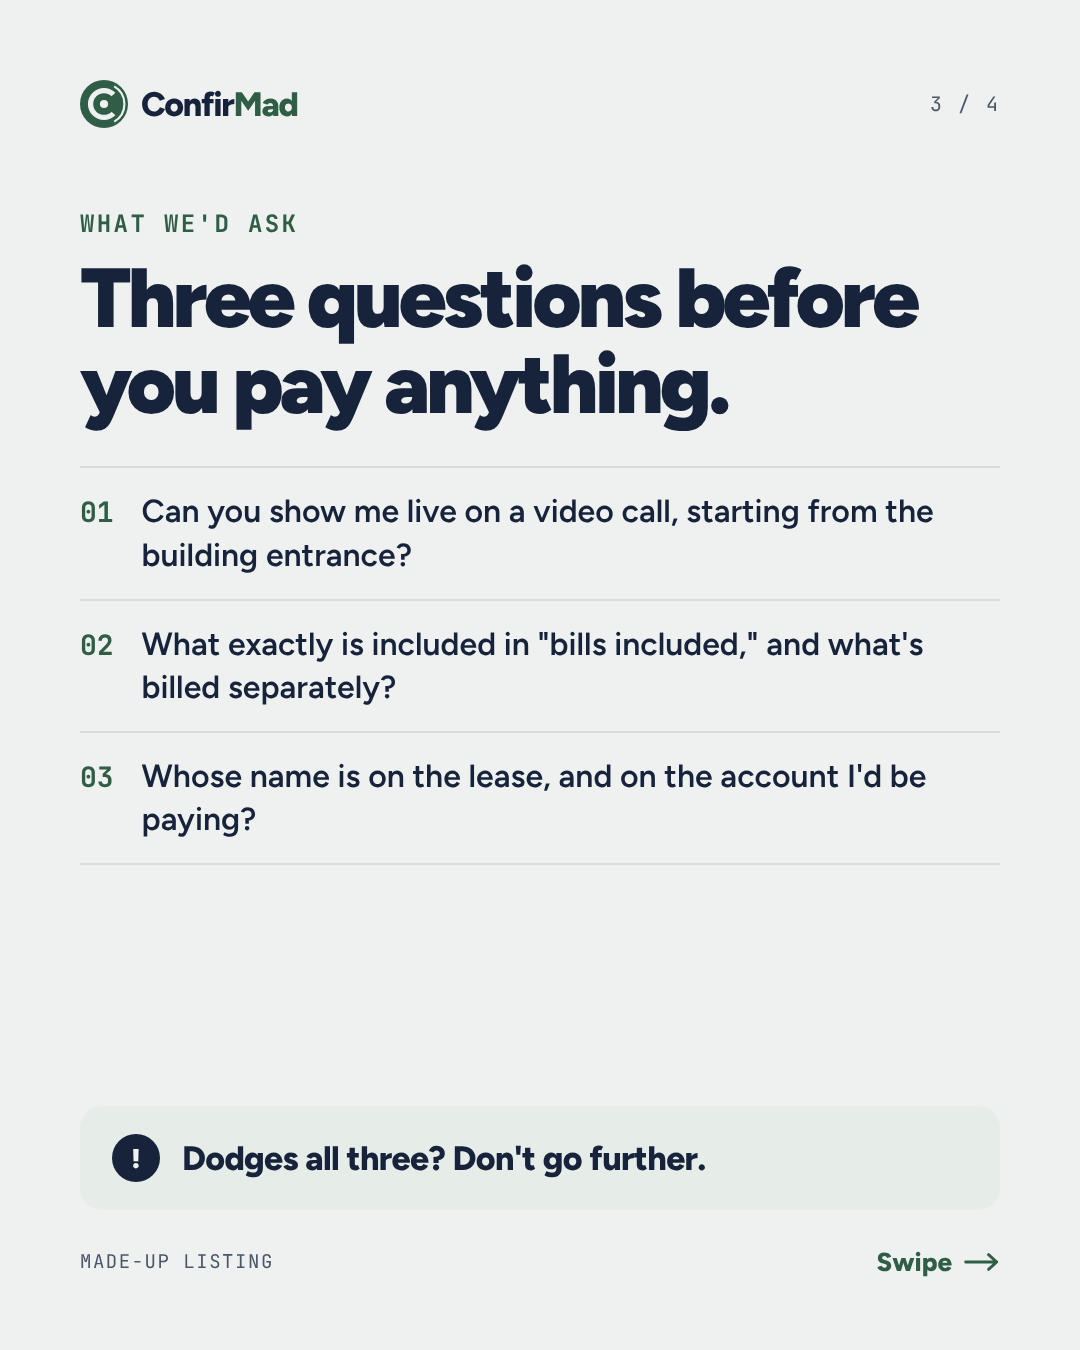 ConfirMad
3 / 4
WHAT WE'D ASK
Three questions before
you pay anything.
01 Can you show me live on a video call, starting from the
building entrance?
02 What exactly is included in "bills included," and what's
billed separately?
03 Whose name is on the lease, and on the account I'd be
paying?
! Dodges all three? Don't go further.
MADE-UP LISTING
Swipe →